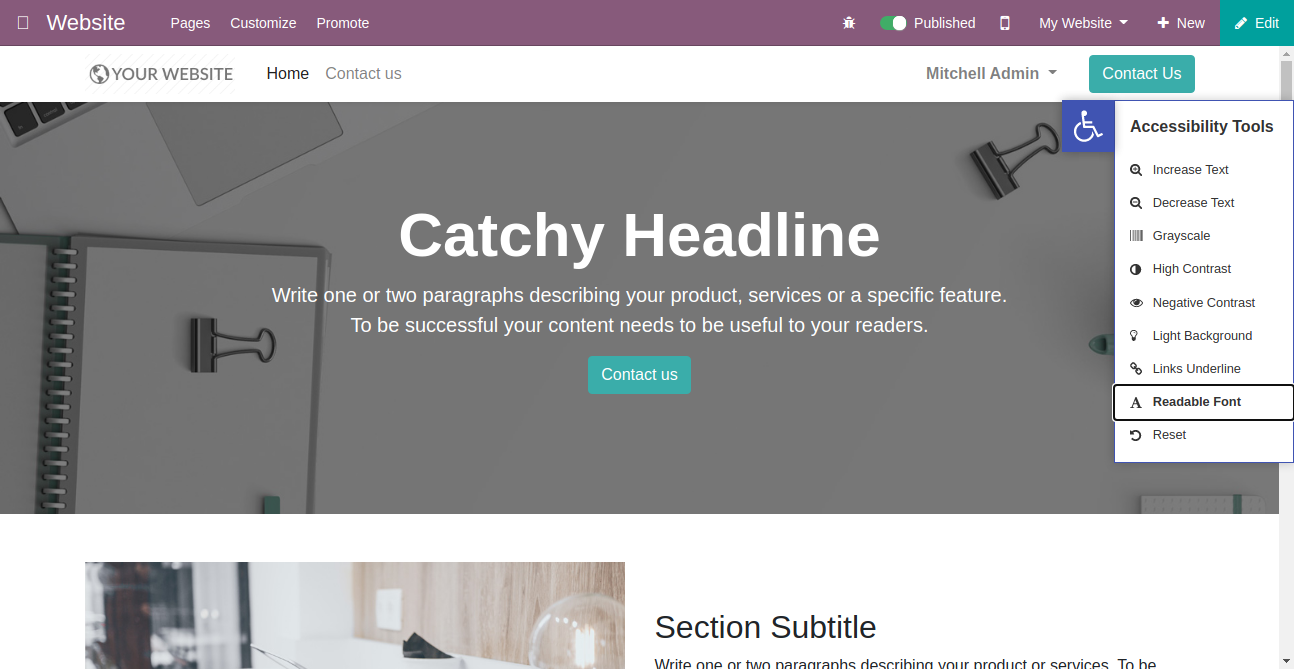 Website Pages Customize Promote Published My Website New Edit
YOUR WEBSITE Home Contact us Mitchell Admin Contact Us
Accessibility Tools
Increase Text
Decrease Text
Grayscale
High Contrast
Negative Contrast
Light Background
Links Underline
Readable Font
Reset
Catchy Headline
Write one or two paragraphs describing your product, services or a specific feature.
To be successful your content needs to be useful to your readers.
Contact us
Section Subtitle
Write one or two paragraphs describing your product or services. To be